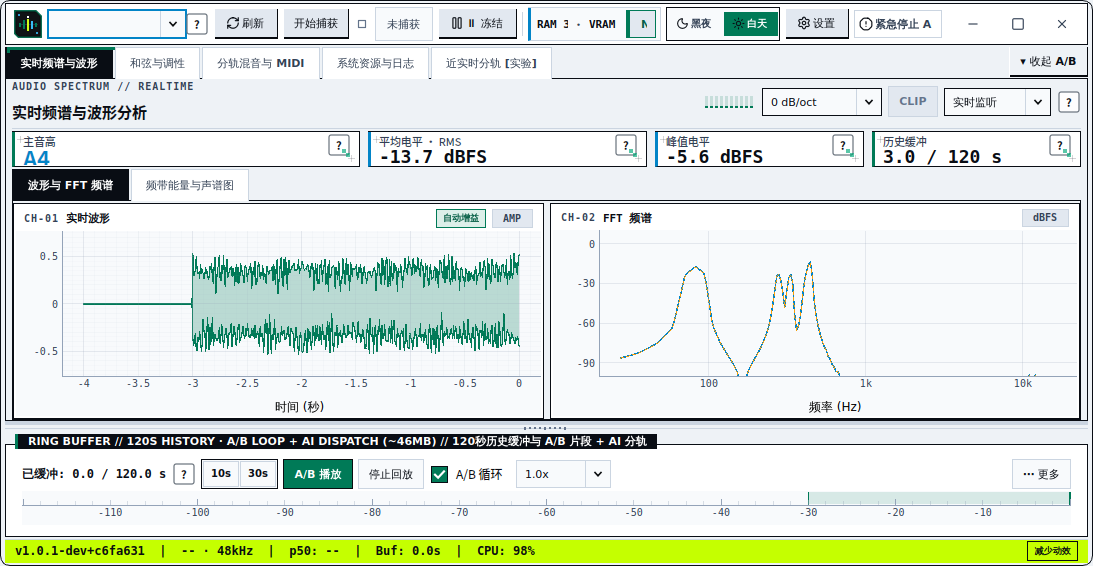 ? 刷新 开始捕获 未捕获 冻结 RAM 3 · VRAM 黑夜 白天 设置 紧急停止 A
实时频谱与波形 和弦与调性 分轨混音与 MIDI 系统资源与日志 近实时分轨 [实验] ▾ 收起 A/B
AUDIO SPECTRUM // REALTIME
实时频谱与波形分析 0 dB/oct CLIP 实时监听 ?
主音高 ? 平均电平 · RMS ? 峰值电平 ? 历史缓冲 ?
A4 -13.7 dBFS -5.6 dBFS 3.0 / 120 s
波形与 FFT 频谱 频带能量与声谱图
CH-01 实时波形 自动增益 AMP
0.5
0
-0.5
-4 -3.5 -3 -2.5 -2 -1.5 -1 -0.5 0
时间 (秒)
CH-02 FFT 频谱 dBFS
0
-30
-60
-90
100 1k 10k
频率 (Hz)
RING BUFFER // 120S HISTORY · A/B LOOP + AI DISPATCH (~46MB) // 120秒历史缓冲与 A/B 片段 + AI 分轨
已缓冲: 0.0 / 120.0 s ? 10s 30s A/B 播放 停止回放 A/B 循环 1.0x ··· 更多
-110 -100 -90 -80 -70 -60 -50 -40 -30 -20 -10
v1.0.1-dev+c6fa631 | -- · 48kHz | p50: -- | Buf: 0.0s | CPU: 98% 减少动效